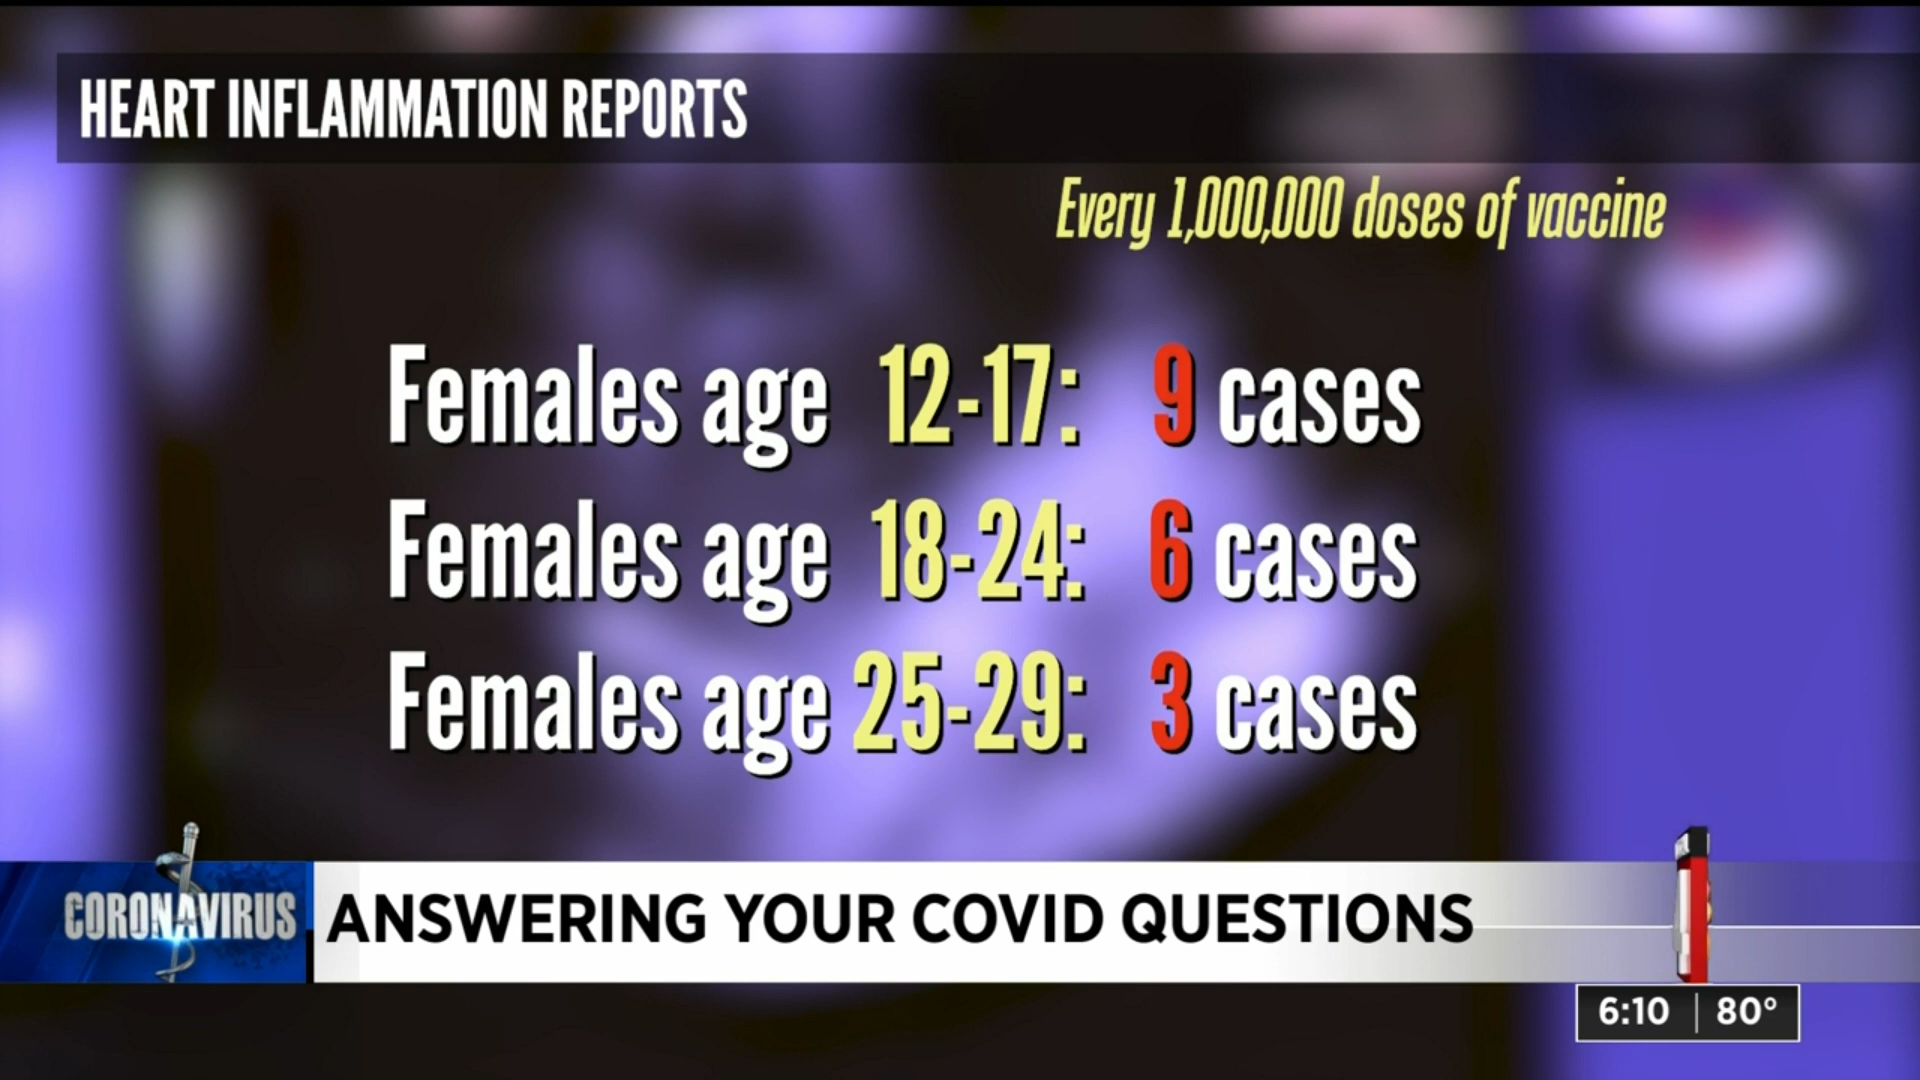 HEART INFLAMMATION REPORTS
Every 1,000,000 doses of vaccine
Females age 12-17: 9 cases
Females age 18-24: 6 cases
Females age 25-29: 3 cases
CORONAVIRUS
ANSWERING YOUR COVID QUESTIONS
6:10 80°